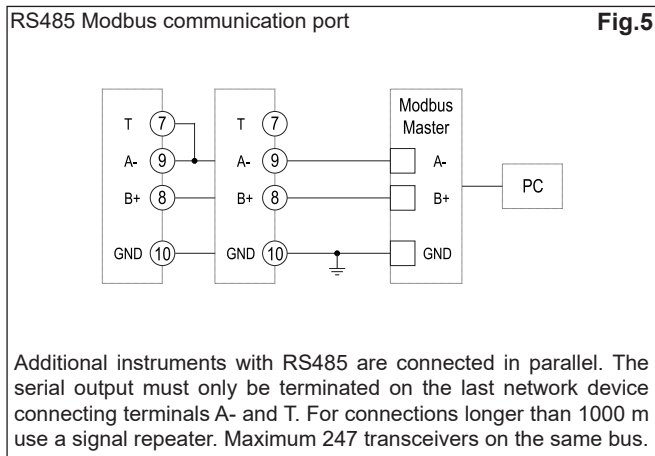 RS485 Modbus communication port Fig.5
Modbus
Master
T 7 T 7
A- 9 A- 9 A-
PC
B+ 8 B+ 8 B+
GND 10 GND 10 GND
Additional instruments with RS485 are connected in parallel. The
serial output must only be terminated on the last network device
connecting terminals A- and T. For connections longer than 1000 m
use a signal repeater. Maximum 247 transceivers on the same bus.